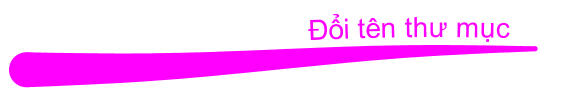 Đổi tên thư mục